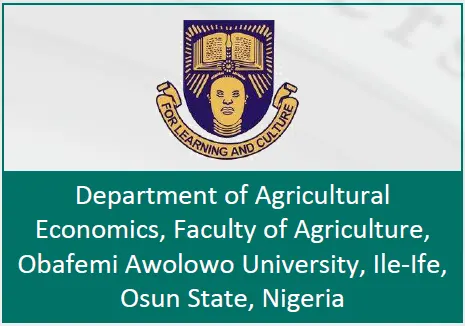 FOR LEARNING AND CULTURE
Department of Agricultural
Economics, Faculty of Agriculture,
Obafemi Awolowo University, Ile-Ife,
Osun State, Nigeria